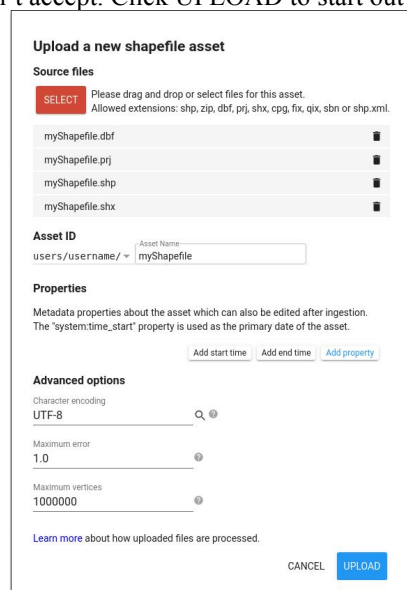 't accept. Click UPLOAD to start out
Upload a new shapefile asset
Source files
SELECT
Please drag and drop or select files for this asset.
Allowed extensions: shp, zip, dbf, prj, shx, cpg, fix, qix, sbn or shp.xml.
myShapefile.dbf
myShapefile.prj
myShapefile.shp
myShapefile.shx
Asset ID
Asset Name
users/username/ myShapefile
Properties
Metadata properties about the asset which can also be edited after ingestion.
The "system:time_start" property is used as the primary date of the asset.
Add start time Add end time Add property
Advanced options
Character encoding
UTF-8
Maximum error
1.0
Maximum vertices
1000000
Learn more about how uploaded files are processed.
CANCEL UPLOAD